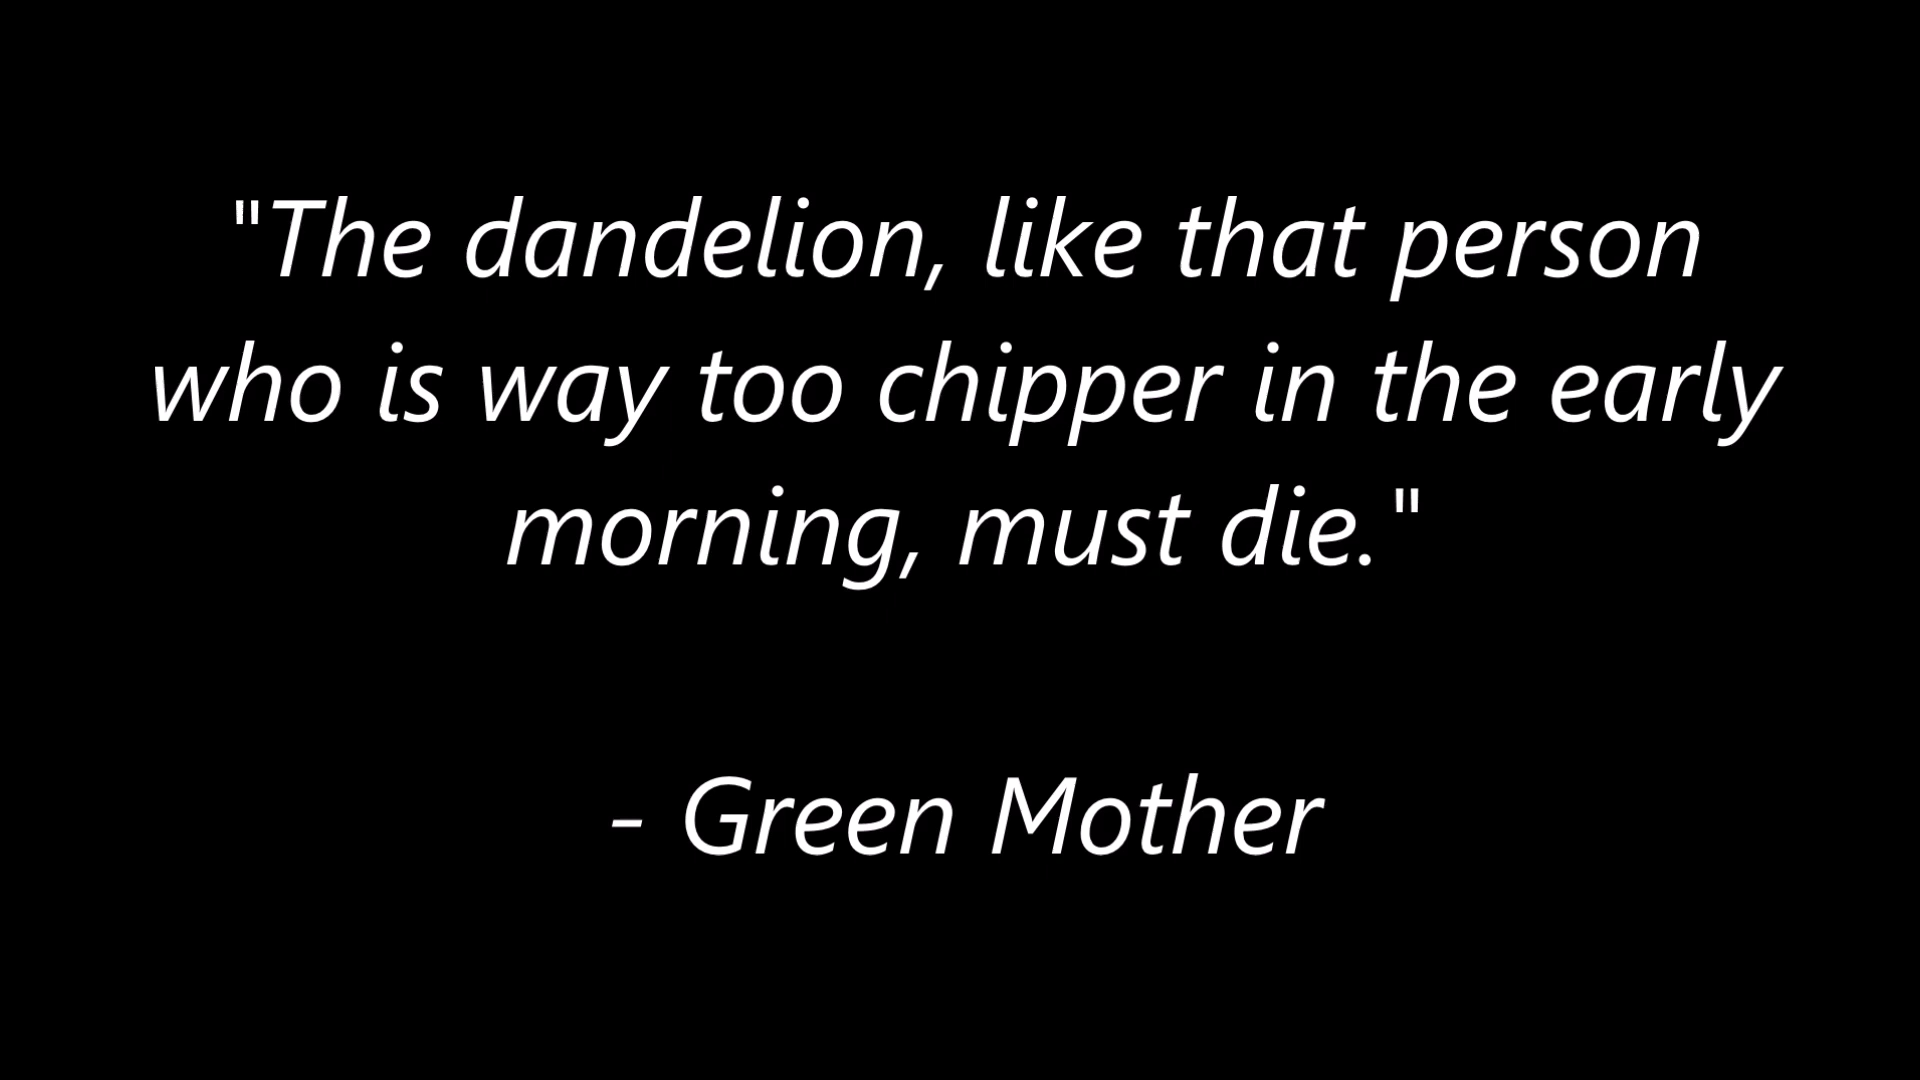 "The dandelion, like that person
who is way too chipper in the early
morning, must die."
- Green Mother